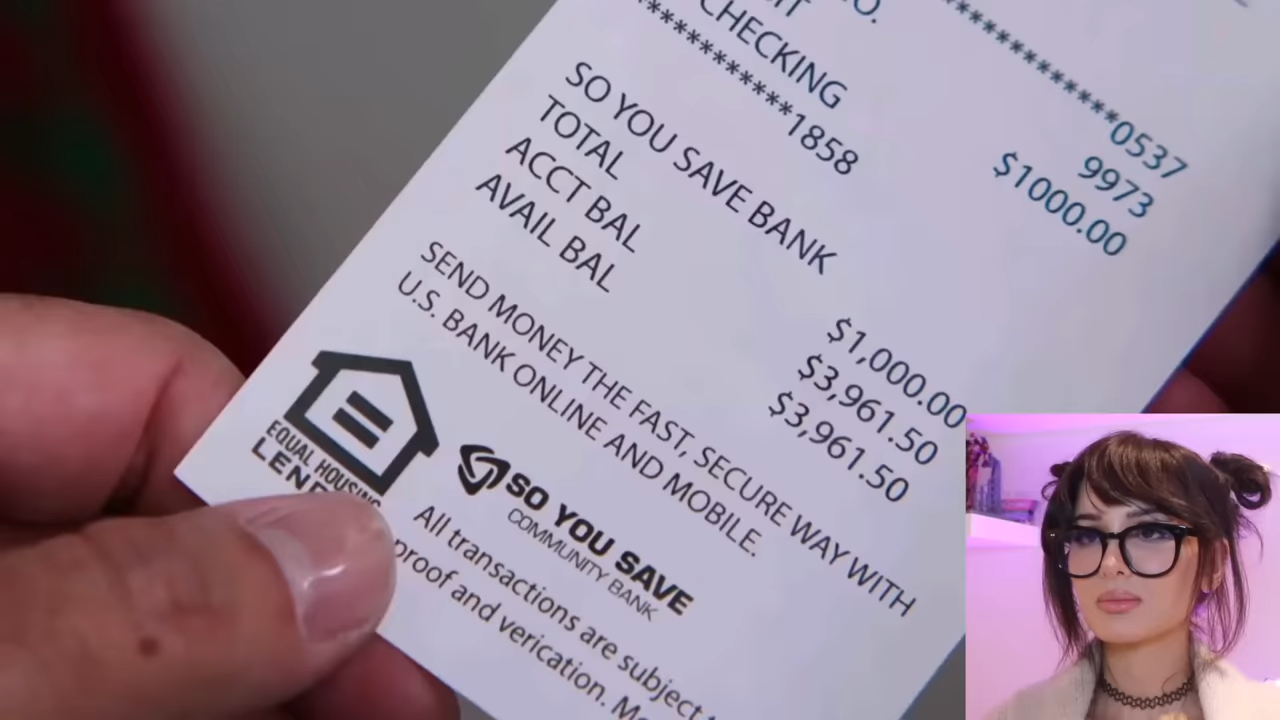 O.
IT
CHECKING
************1858
***************0537
9973
$1000.00
SO YOU SAVE BANK
TOTAL $1,000.00
ACCT BAL $3,961.50
AVAIL BAL $3,961.50
SEND MONEY THE FAST, SECURE WAY WITH
U.S. BANK ONLINE AND MOBILE.
EQUAL HOUSING
LEND
SO YOU SAVE
COMMUNITY BANK
All transactions are subject
proof and verication.